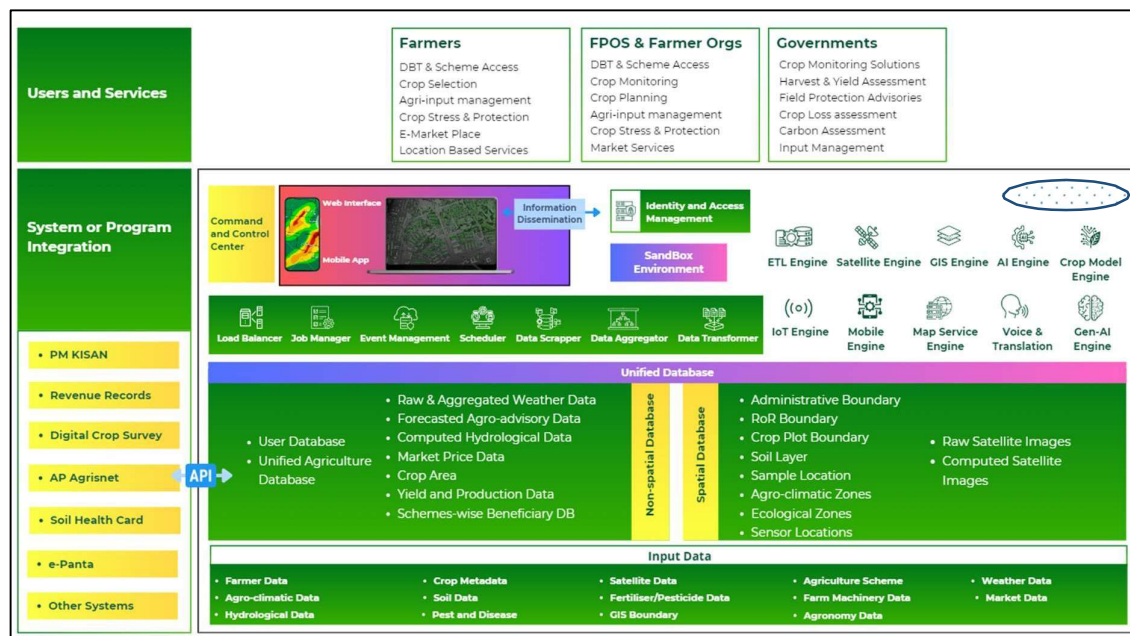 Users and Services
Farmers
DBT & Scheme Access
Crop Selection
Agri-input management
Crop Stress & Protection
E-Market Place
Location Based Services
FPOS & Farmer Orgs
DBT & Scheme Access
Crop Monitoring
Crop Planning
Agri-input management
Crop Stress & Protection
Market Services
Governments
Crop Monitoring Solutions
Harvest & Yield Assessment
Field Protection Advisories
Crop Loss assessment
Carbon Assessment
Input Management
System or Program
Integration
• PM KISAN
• Revenue Records
• Digital Crop Survey
• AP Agrisnet
• Soil Health Card
• e-Panta
• Other Systems
API
Command
and Control
Center
Web Interface
Mobile App
Information
Dissemination
Identity and Access
Management
SandBox
Environment
ETL Engine
Satellite Engine
GIS Engine
AI Engine
Crop Model
Engine
IoT Engine
Mobile
Engine
Map Service
Engine
Voice &
Translation
Gen-AI
Engine
Load Balancer
Job Manager
Event Management
Scheduler
Data Scrapper
Data Aggregator
Data Transformer
Unified Database
• User Database
• Unified Agriculture
Database
• Raw & Aggregated Weather Data
• Forecasted Agro-advisory Data
• Computed Hydrological Data
• Market Price Data
• Crop Area
• Yield and Production Data
• Schemes-wise Beneficiary DB
Non-spatial Database
Spatial Database
• Administrative Boundary
• RoR Boundary
• Crop Plot Boundary
• Soil Layer
• Sample Location
• Agro-climatic Zones
• Ecological Zones
• Sensor Locations
• Raw Satellite Images
• Computed Satellite
Images
Input Data
• Farmer Data
• Agro-climatic Data
• Hydrological Data
• Crop Metadata
• Soil Data
• Pest and Disease
• Satellite Data
• Fertiliser/Pesticide Data
• GIS Boundary
• Agriculture Scheme
• Farm Machinery Data
• Agronomy Data
• Weather Data
• Market Data